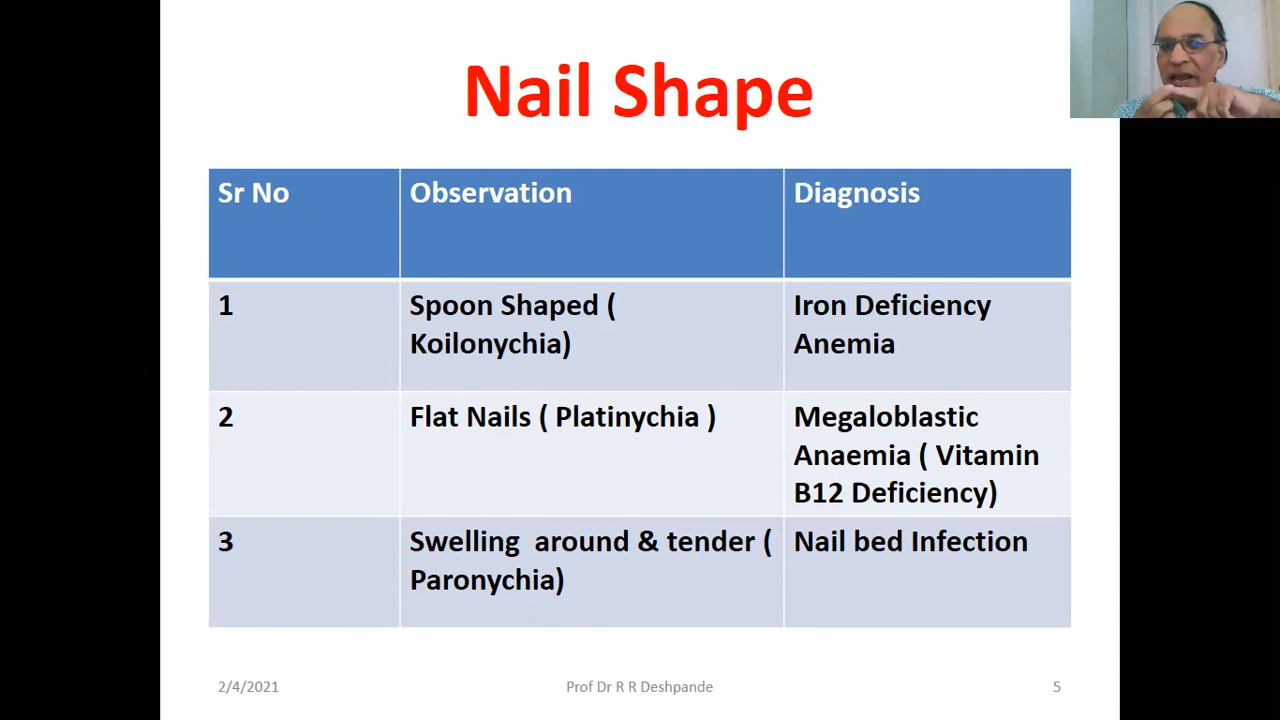 Nail Shape
Sr No
Observation
Diagnosis
1
Spoon Shaped (
Koilonychia)
Iron Deficiency
Anemia
2
Flat Nails ( Platinychia )
Megaloblastic
Anaemia ( Vitamin
B12 Deficiency)
3
Swelling around & tender (
Paronychia)
Nail bed Infection
2/4/2021
Prof Dr R R Deshpande
5